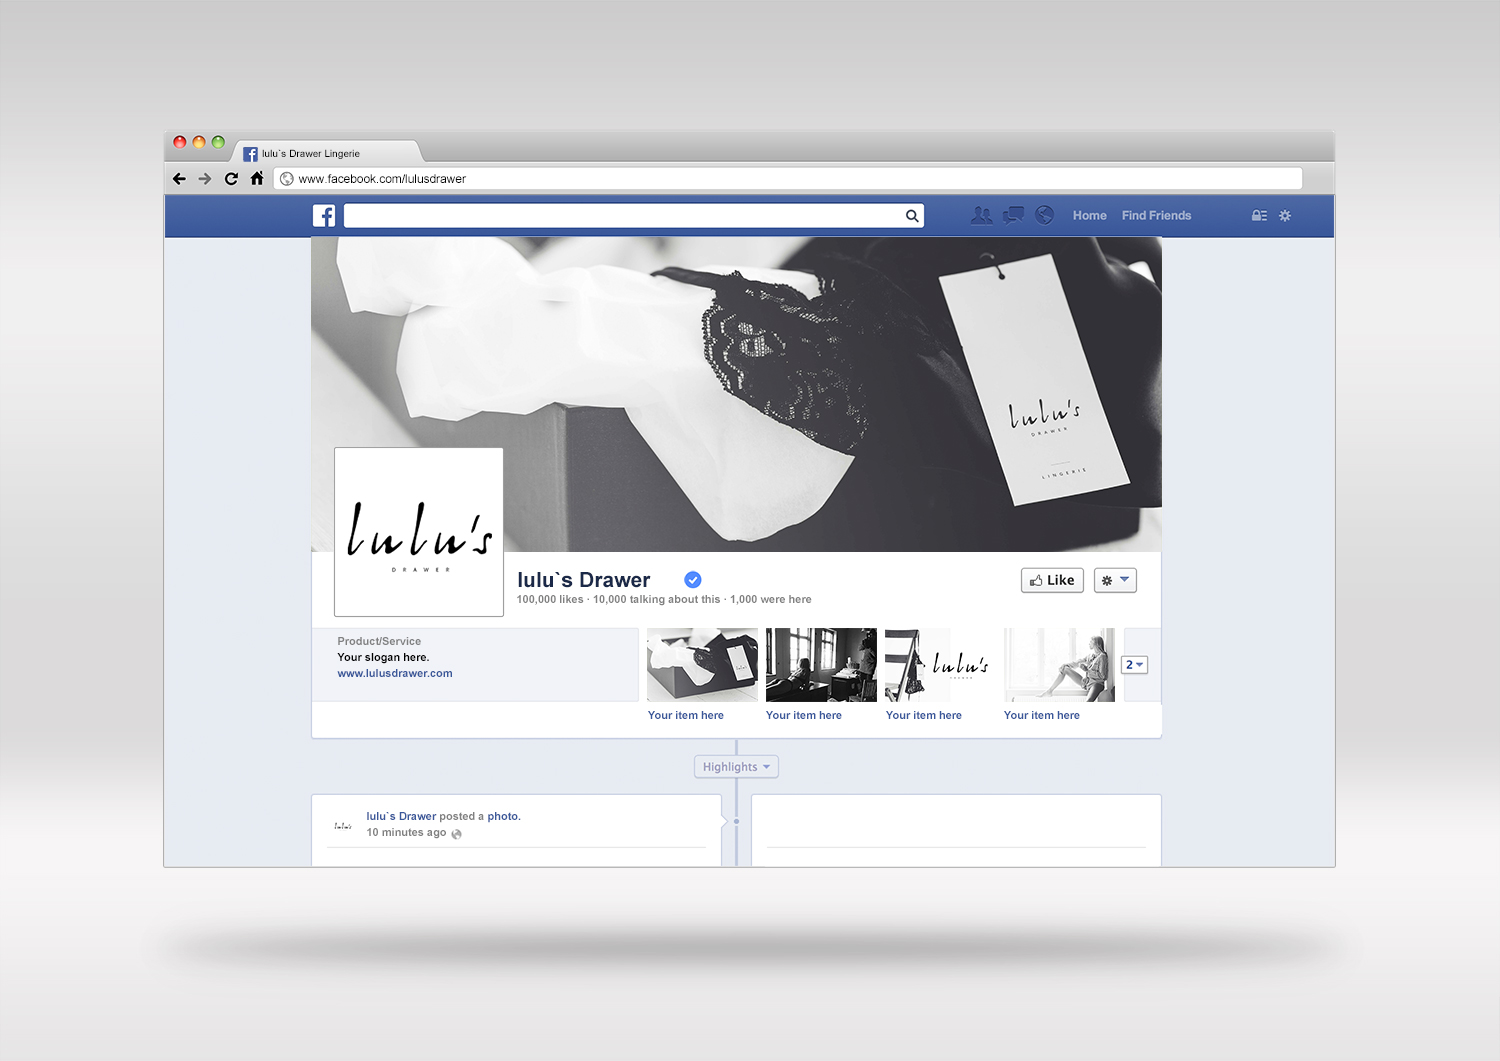 lulu`s Drawer Lingerie
www.facebook.com/lulusdrawer
Home Find Friends
lulu's
DRAWER
LINGERIE
lulu's
DRAWER
lulu`s Drawer
100,000 likes · 10,000 talking about this · 1,000 were here
Like
Product/Service
Your slogan here.
www.lulusdrawer.com
lulu's
DRAWER
2
Your item here Your item here Your item here Your item here
Highlights
lulu's
lulu`s Drawer posted a photo.
10 minutes ago